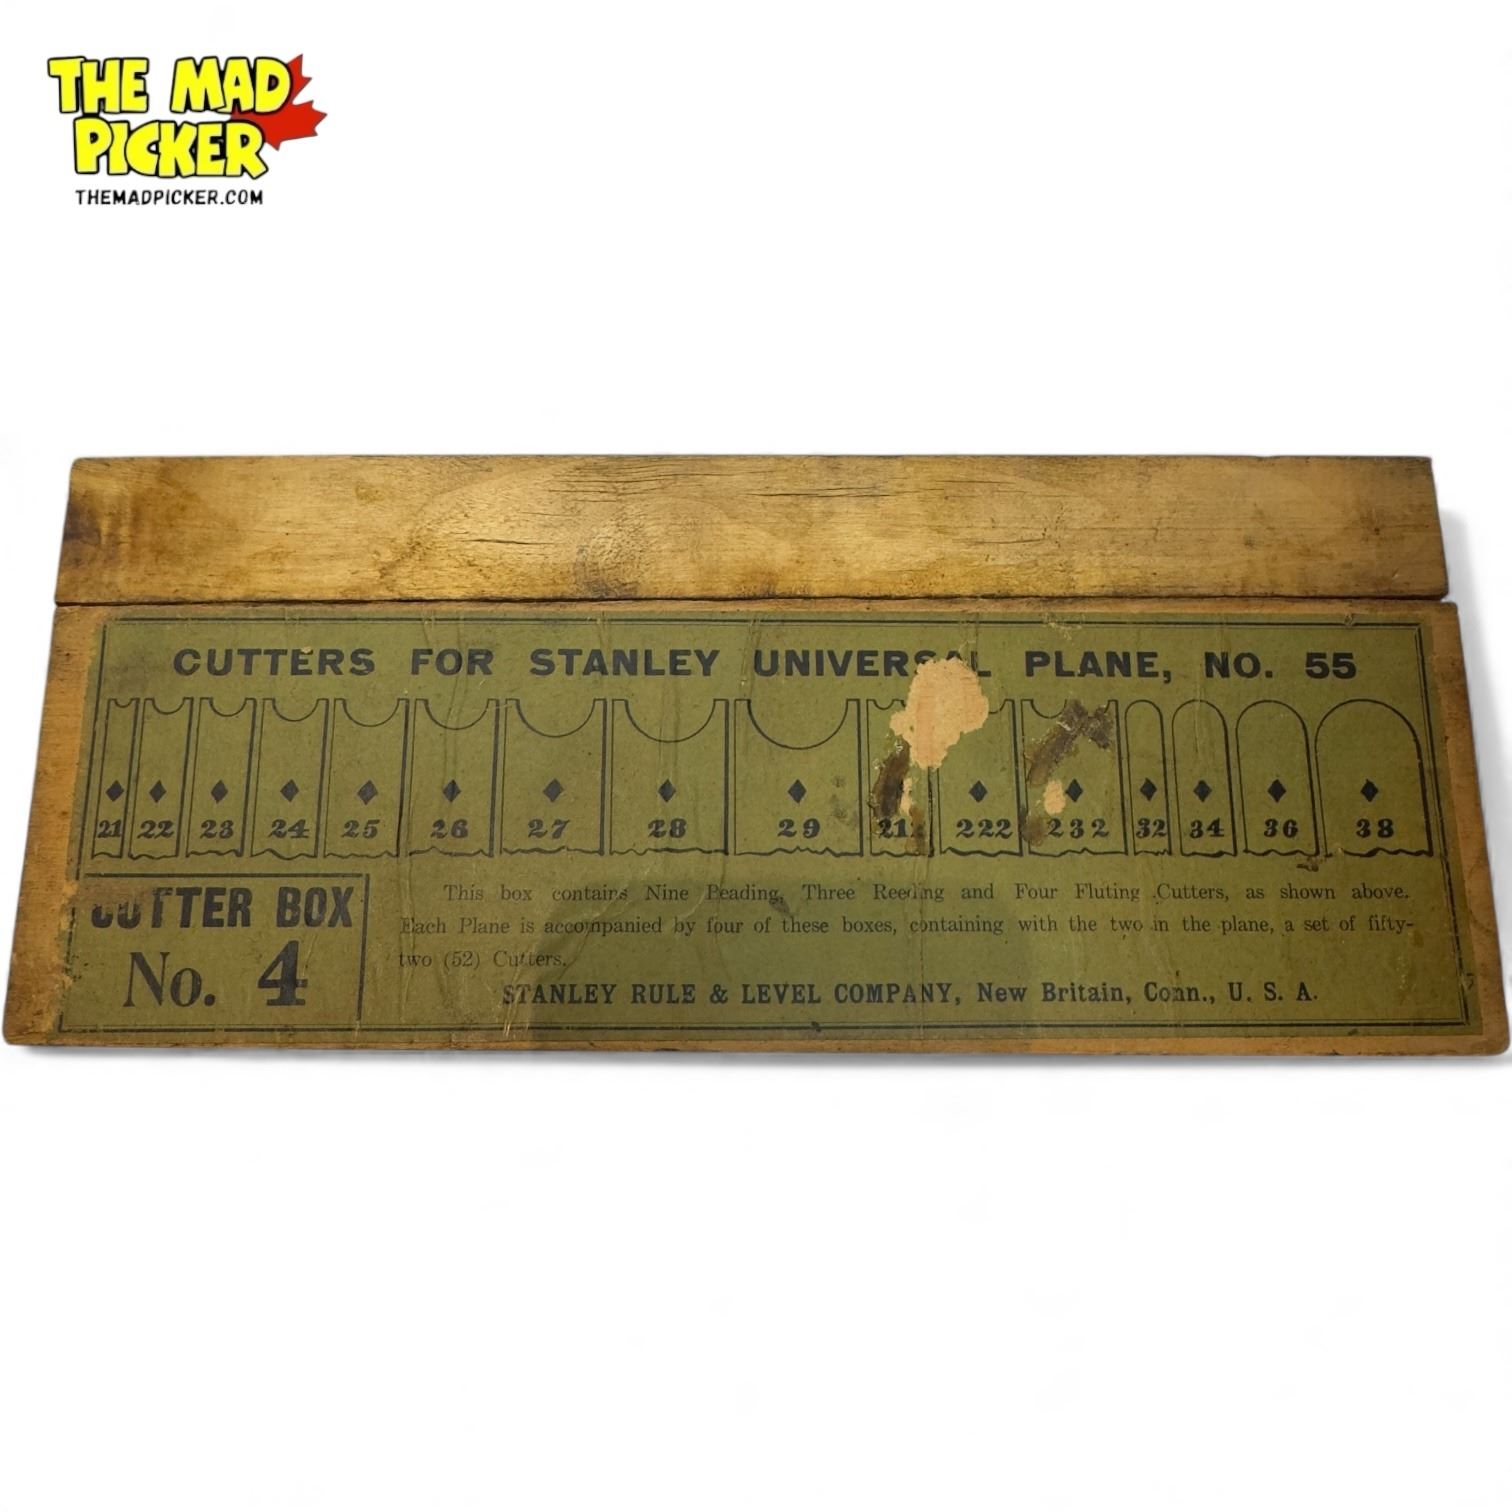 THE MAD
PICKER
THEMADPICKER.COM
CUTTERS FOR STANLEY UNIVERSAL PLANE, NO. 55
21 22 23 24 25 26 27 28 29 212 222 232 32 34 36 38
CUTTER BOX
No. 4
This box contains Nine Beading, Three Reeding and Four Fluting Cutters, as shown above.
Each Plane is accompanied by four of these boxes, containing with the two in the plane, a set of fifty-
two (52) Cutters.
STANLEY RULE & LEVEL COMPANY, New Britain, Conn., U. S. A.